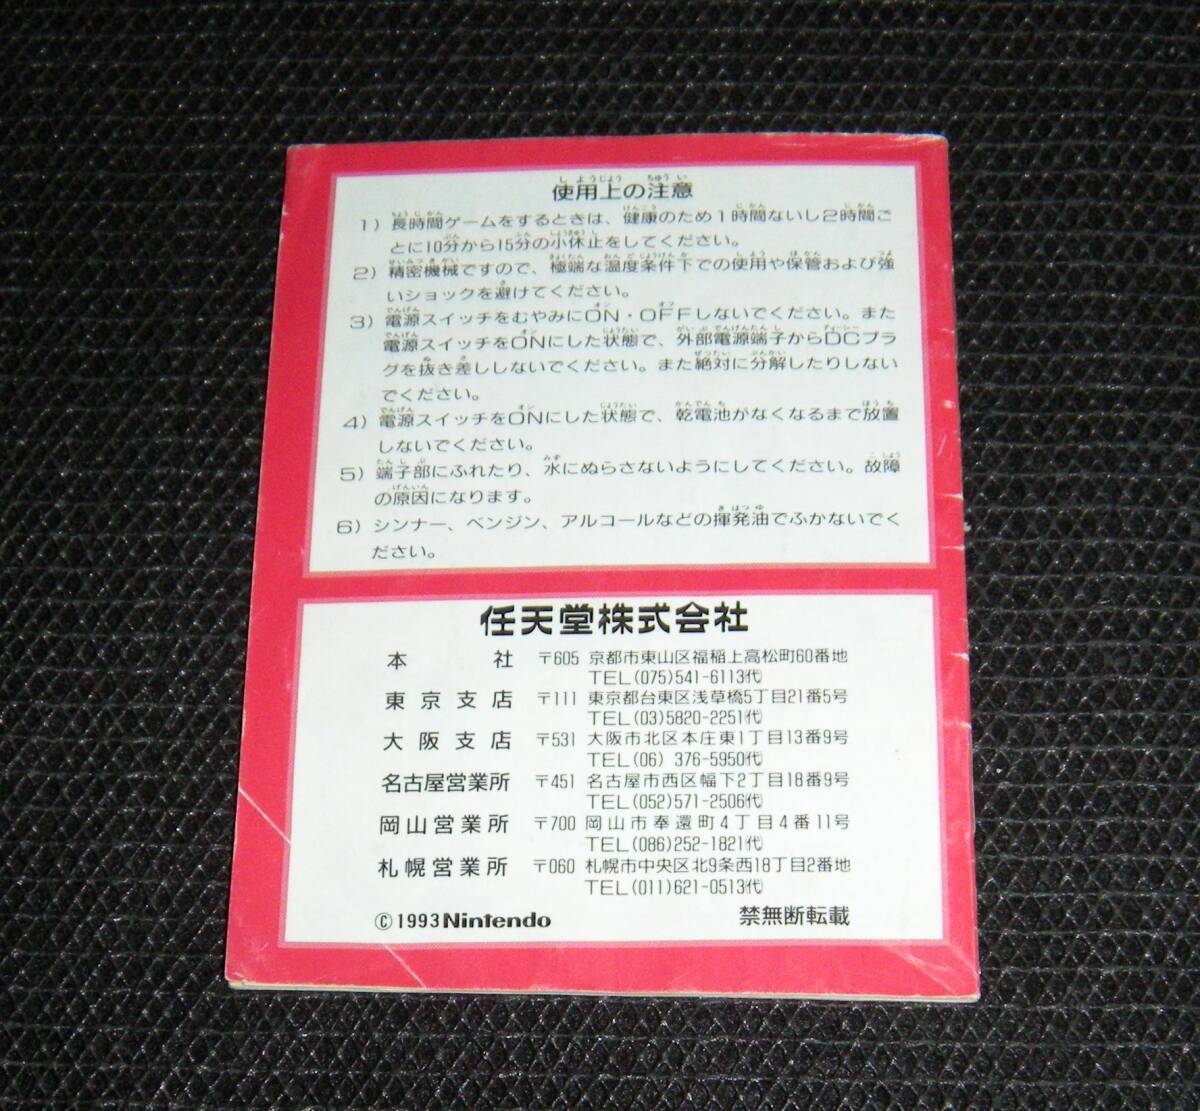 使用上の注意
1）長時間ゲームをするときは、健康のため1時間ないし2時間ご
とに10分から15分の小休止をしてください。
2）精密機械ですので、極端な温度条件下での使用や保管および強
いショックを避けてください。
3）電源スイッチをむやみにON・OFFしないでください。また
電源スイッチをONにした状態で、外部電源端子からDCプラ
グを抜き差ししないでください。また絶対に分解したりしない
でください。
4）電源スイッチをONにした状態で、乾電池がなくなるまで放置
しないでください。
5）端子部にふれたり、水にぬらさないようにしてください。故障
の原因になります。
6）シンナー、ベンジン、アルコールなどの揮発油でふかないでく
ださい。
任天堂株式会社
本社 〒605 京都市東山区福稲上高松町60番地
TEL(075)541-6113代
東京支店 〒111 東京都台東区浅草橋5丁目21番5号
TEL(03)5820-2251代
大阪支店 〒531 大阪市北区本庄東1丁目13番9号
TEL(06) 376-5950代
名古屋営業所 〒451 名古屋市西区幅下2丁目18番9号
TEL(052)571-2506代
岡山営業所 〒700 岡山市奉還町4丁目4番11号
TEL(086)252-1821代
札幌営業所 〒060 札幌市中央区北9条西18丁目2番地
TEL(011)621-0513代
©1993 Nintendo 禁無断転載